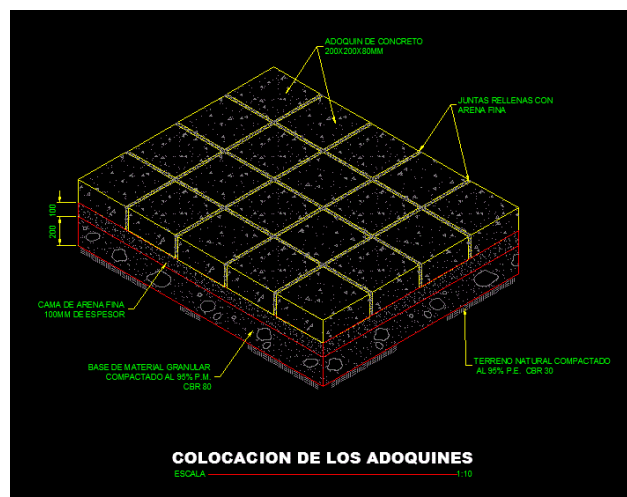 ADOQUIN DE CONCRETO
200X200X80MM
JUNTAS RELLENAS CON
ARENA FINA
100
200
CAMA DE ARENA FINA
100MM DE ESPESOR
BASE DE MATERIAL GRANULAR
COMPACTADO AL 95% P.M.
CBR 80
TERRENO NATURAL COMPACTADO
AL 95% P.E. CBR 30
COLOCACION DE LOS ADOQUINES
ESCALA 1:10